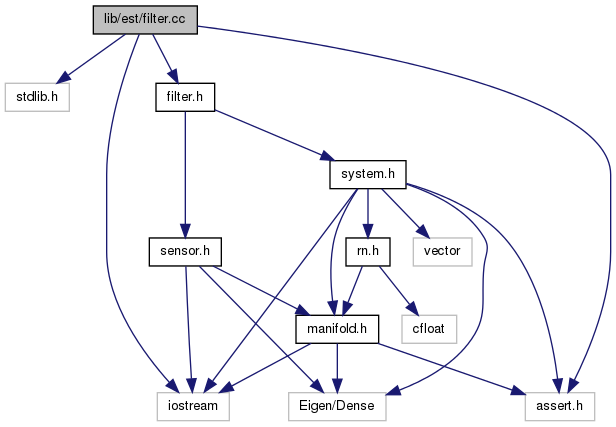 lib/est/filter.cc
stdlib.h
filter.h
system.h
sensor.h
rn.h
vector
manifold.h
cfloat
iostream
Eigen/Dense
assert.h